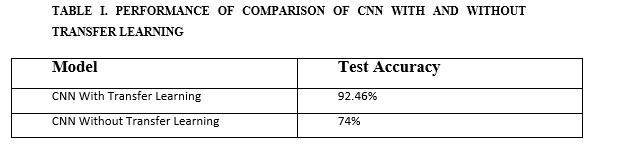 TABLE I. PERFORMANCE OF COMPARISON OF CNN WITH AND WITHOUT
TRANSFER LEARNING
Model Test Accuracy
CNN With Transfer Learning 92.46%
CNN Without Transfer Learning 74%